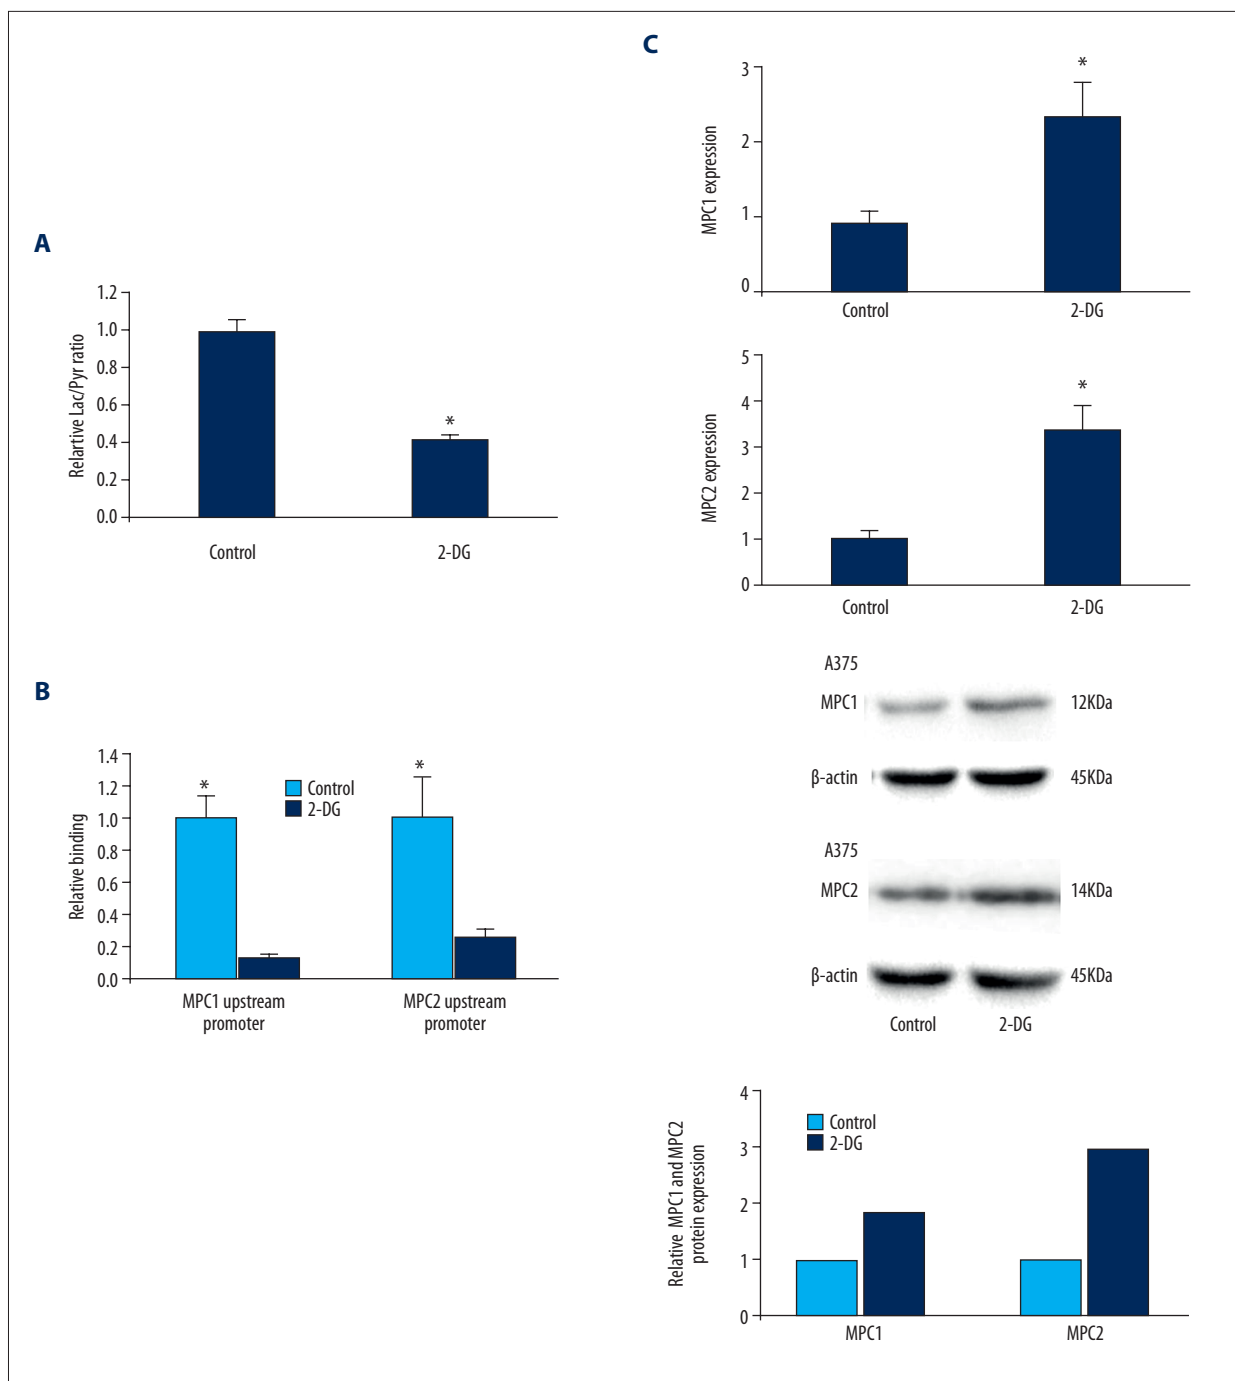 A
Relartive Lac/Pyr ratio
1.2
1.0
0.8
0.6
0.4
0.2
0.0
*
Control
2-DG
B
Relative binding
1.4
1.2
1.0
0.8
0.6
0.4
0.2
0.0
*
*
Control
2-DG
MPC1 upstream
promoter
MPC2 upstream
promoter
C
MPC1 expression
3
2
1
0
*
Control
2-DG
MPC2 expression
5
4
3
2
1
0
*
Control
2-DG
A375
MPC1
12KDa
β-actin
45KDa
A375
MPC2
14KDa
β-actin
45KDa
Control
2-DG
Relative MPC1 and MPC2
protein expression
4
3
2
1
0
Control
2-DG
MPC1
MPC2